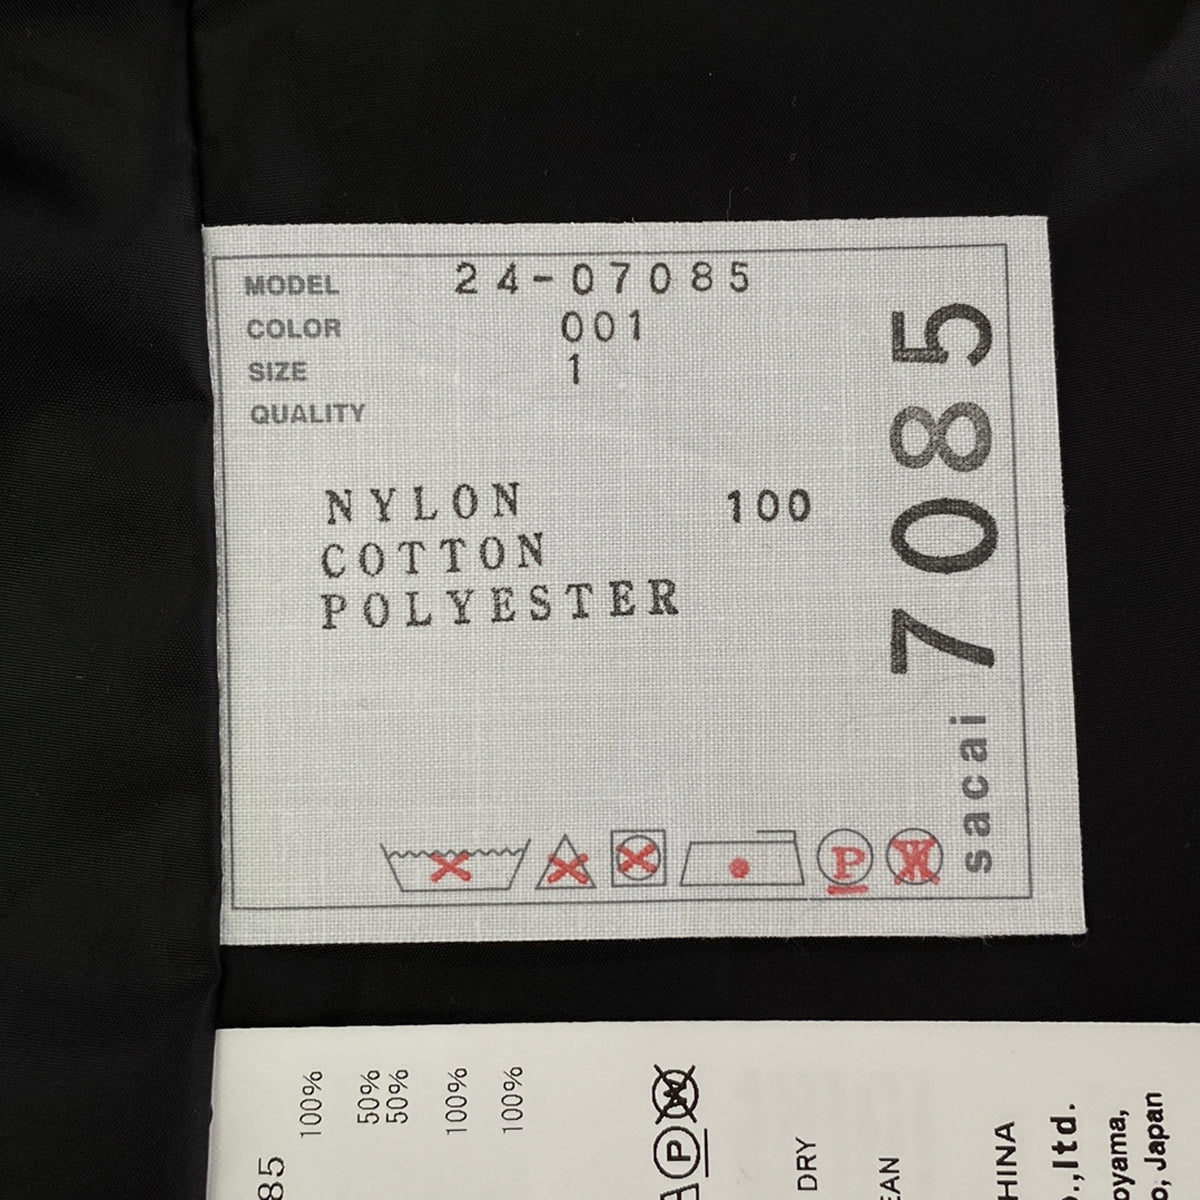 MODEL 24-07085
COLOR 001
SIZE 1
QUALITY
NYLON 100
COTTON
POLYESTER
sacai 7085
P
W
85
100%
50%
50%
100%
100%
P
W
DRY
EAN
HINA
.,ltd.
oyama,
o, Japan